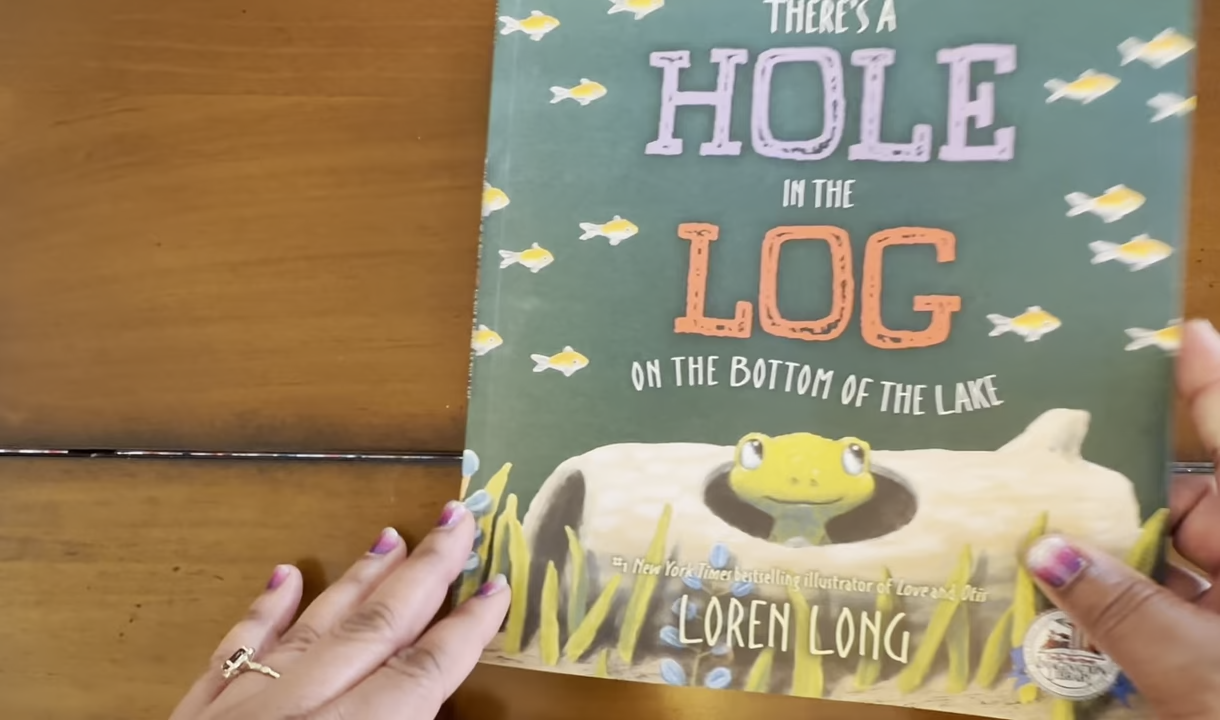 THERE'S A
HOLE
IN THE
LOG
ON THE BOTTOM OF THE LAKE
#1 New York Times bestselling illustrator of Love and Otis
LOREN LONG